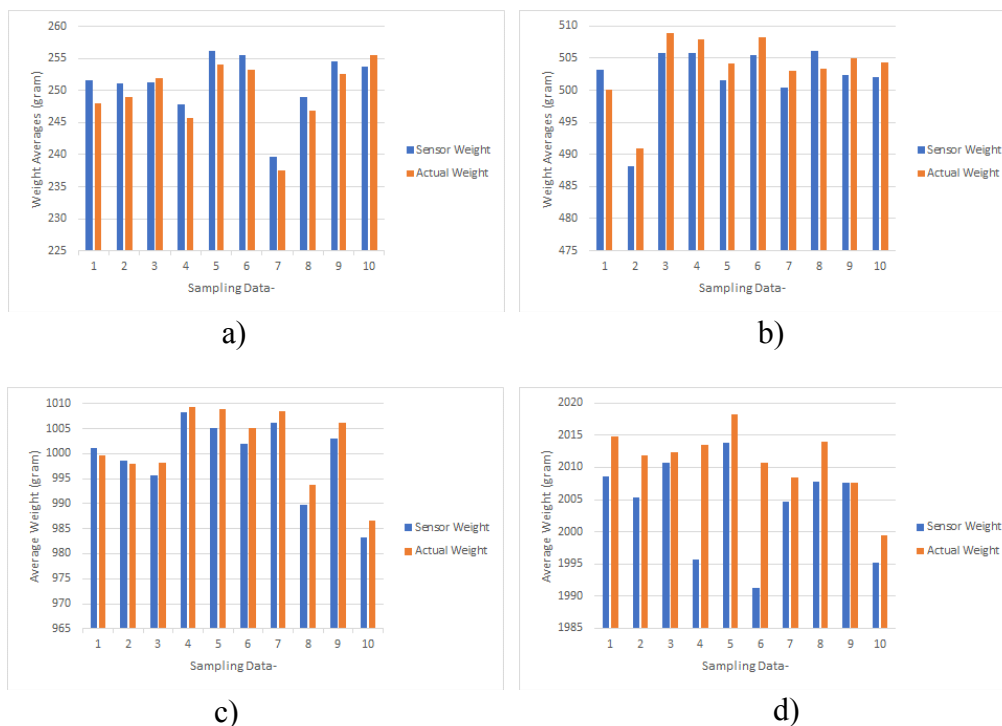 260
255
250
245
240
235
230
225
Weight Averages (gram)
1 2 3 4 5 6 7 8 9 10
Sampling Data-
Sensor Weight
Actual Weight
a)
510
505
500
495
490
485
480
475
Weight Averages (gram)
1 2 3 4 5 6 7 8 9 10
Sampling Data-
Sensor Weight
Actual Weight
b)
1010
1005
1000
995
990
985
980
975
970
965
Average Weight (gram)
1 2 3 4 5 6 7 8 9 10
Sampling Data-
Sensor Weight
Actual Weight
c)
2020
2015
2010
2005
2000
1995
1990
1985
Average Weight (gram)
1 2 3 4 5 6 7 8 9 10
Sampling Data-
Sensor Weight
Actual Weight
d)